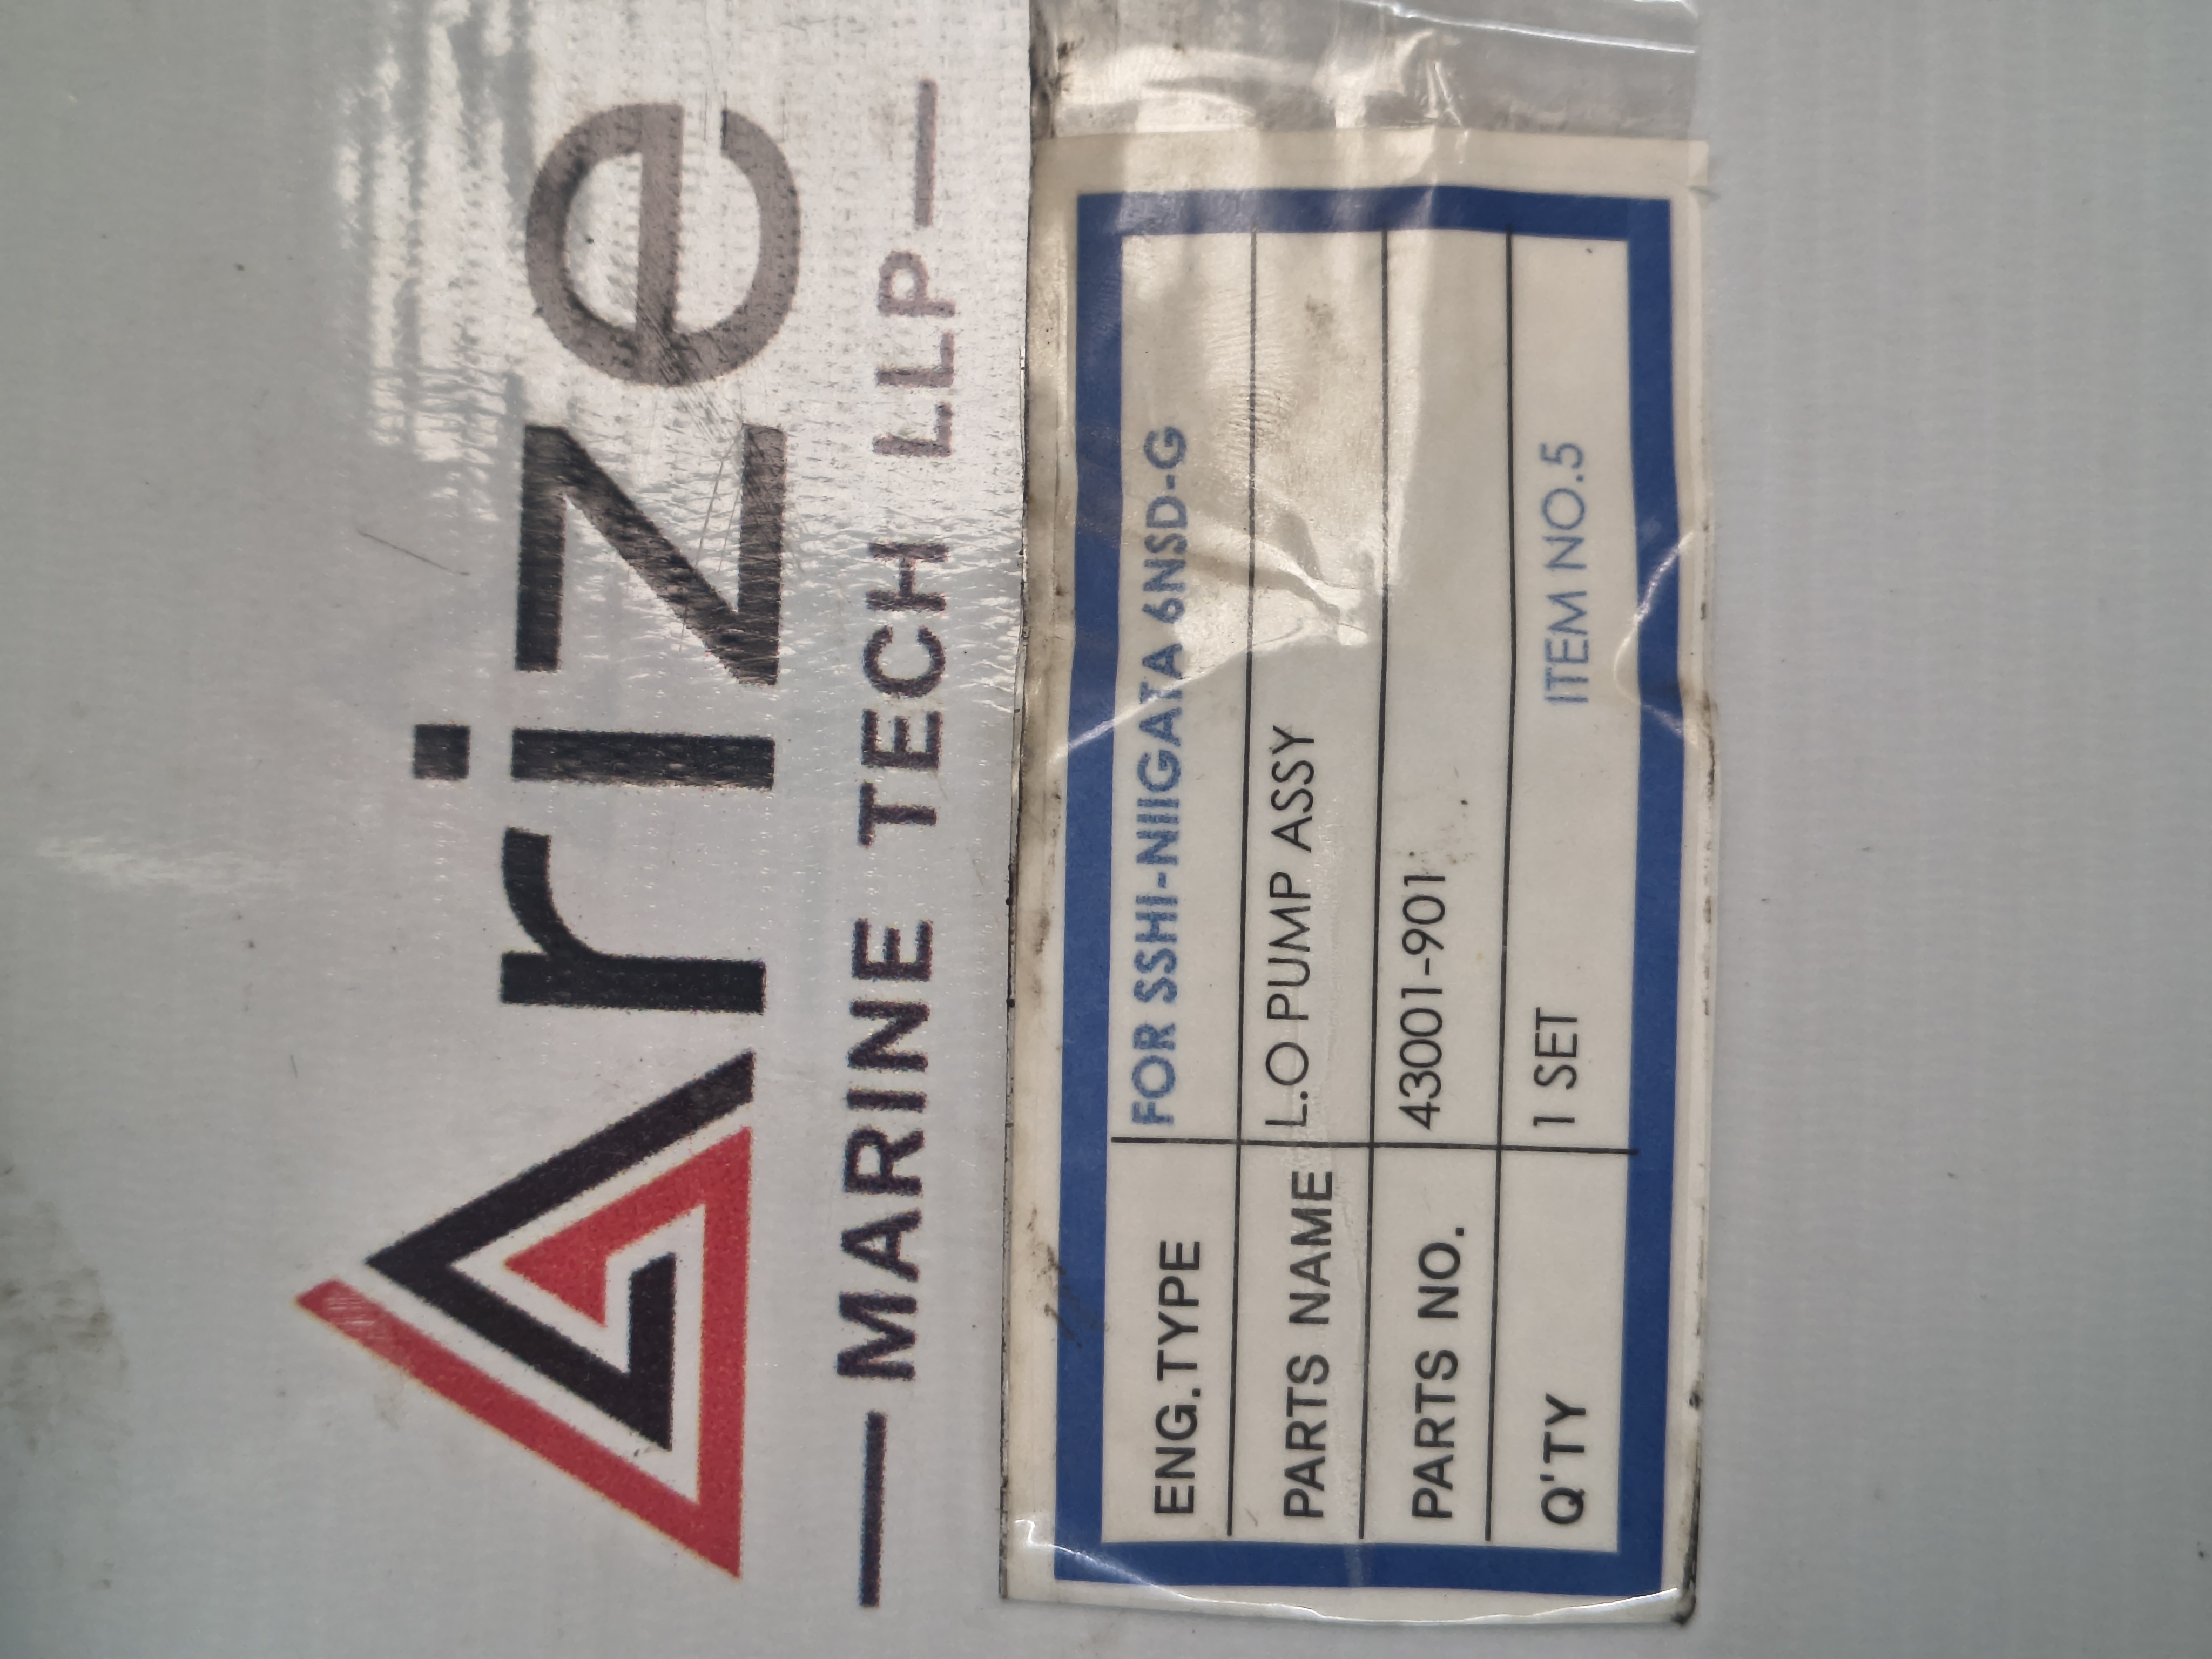 Arize
MARINE TECH LLP
ENG.TYPE FOR SSHI-NIIGATA 6NSD-G
PARTS NAME L.O PUMP ASSY
PARTS NO. 43001-901
Q'TY 1 SET ITEM NO.5